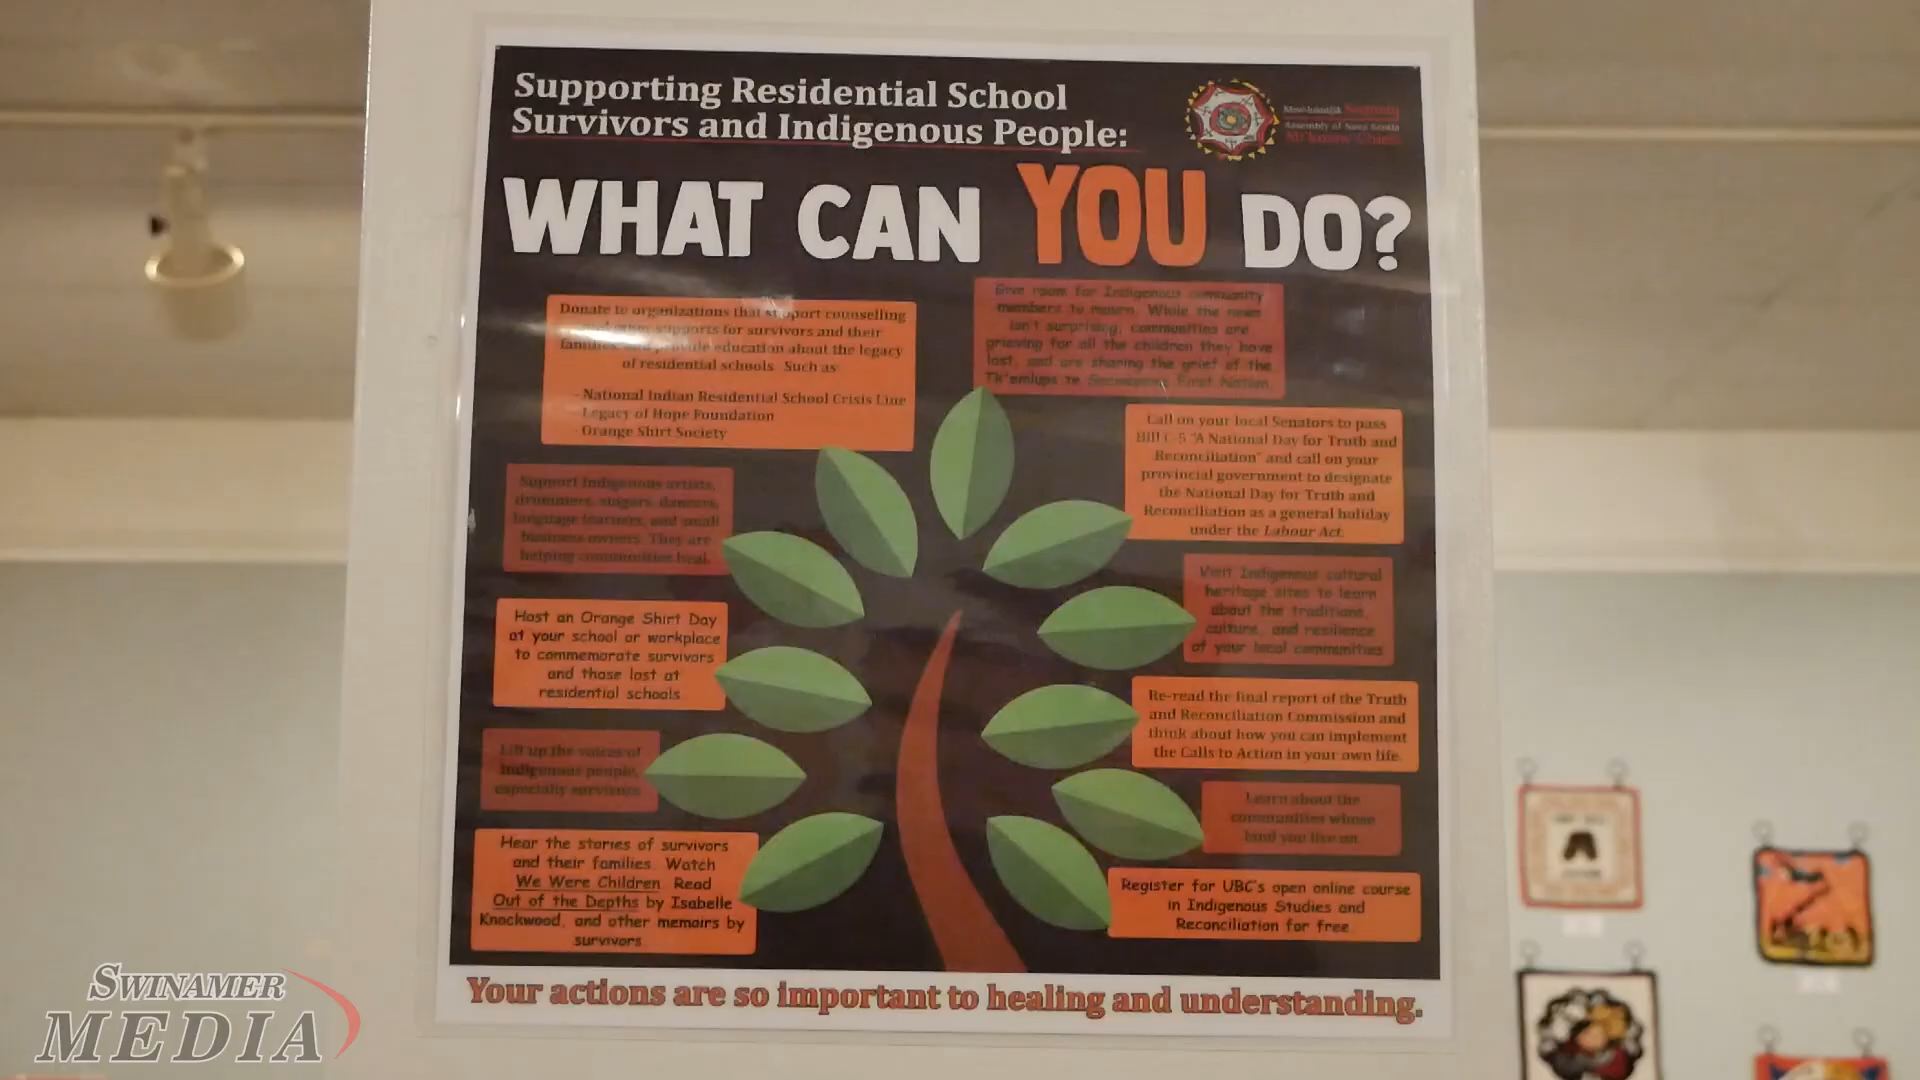 Supporting Residential School
Survivors and Indigenous People:
Assembly of Nova Scotia
WHAT CAN YOU DO?
Donate to organizations that support counselling
supports for survivors and their
families, education about the legacy
of residential schools. Such as
- National Indian Residential School Crisis Line
- Legacy of Hope Foundation
- Orange Shirt Society
Give room for Indigenous community
members to mourn. While the news
isn't surprising, communities are
grieving for all the children they have
lost, and are sharing the grief of the
Tk'emlups te Secwepemc First Nation.
Call on your local Senators to pass
Bill C-5 "A National Day for Truth and
Reconciliation" and call on your
provincial government to designate
the National Day for Truth and
Reconciliation as a general holiday
under the Labour Act.
Support Indigenous artists,
drummers, singers, dancers,
language learners, and small
business owners. They are
helping communities heal.
Visit Indigenous cultural
heritage sites to learn
about the traditions,
culture, and resilience
of your local communities
Host an Orange Shirt Day
at your school or workplace
to commemorate survivors
and those lost at
residential schools
Re-read the final report of the Truth
and Reconciliation Commission and
think about how you can implement
the Calls to Action in your own life.
Lift up the voices of
Indigenous people,
especially survivors
Learn about the
communities whose
land you live on.
Hear the stories of survivors
and their families. Watch
We Were Children. Read
Out of the Depths by Isabelle
Knockwood, and other memoirs by
survivors
Register for UBC's open online course
in Indigenous Studies and
Reconciliation for free.
Your actions are so important to healing and understanding.
SWINAMER
MEDIA